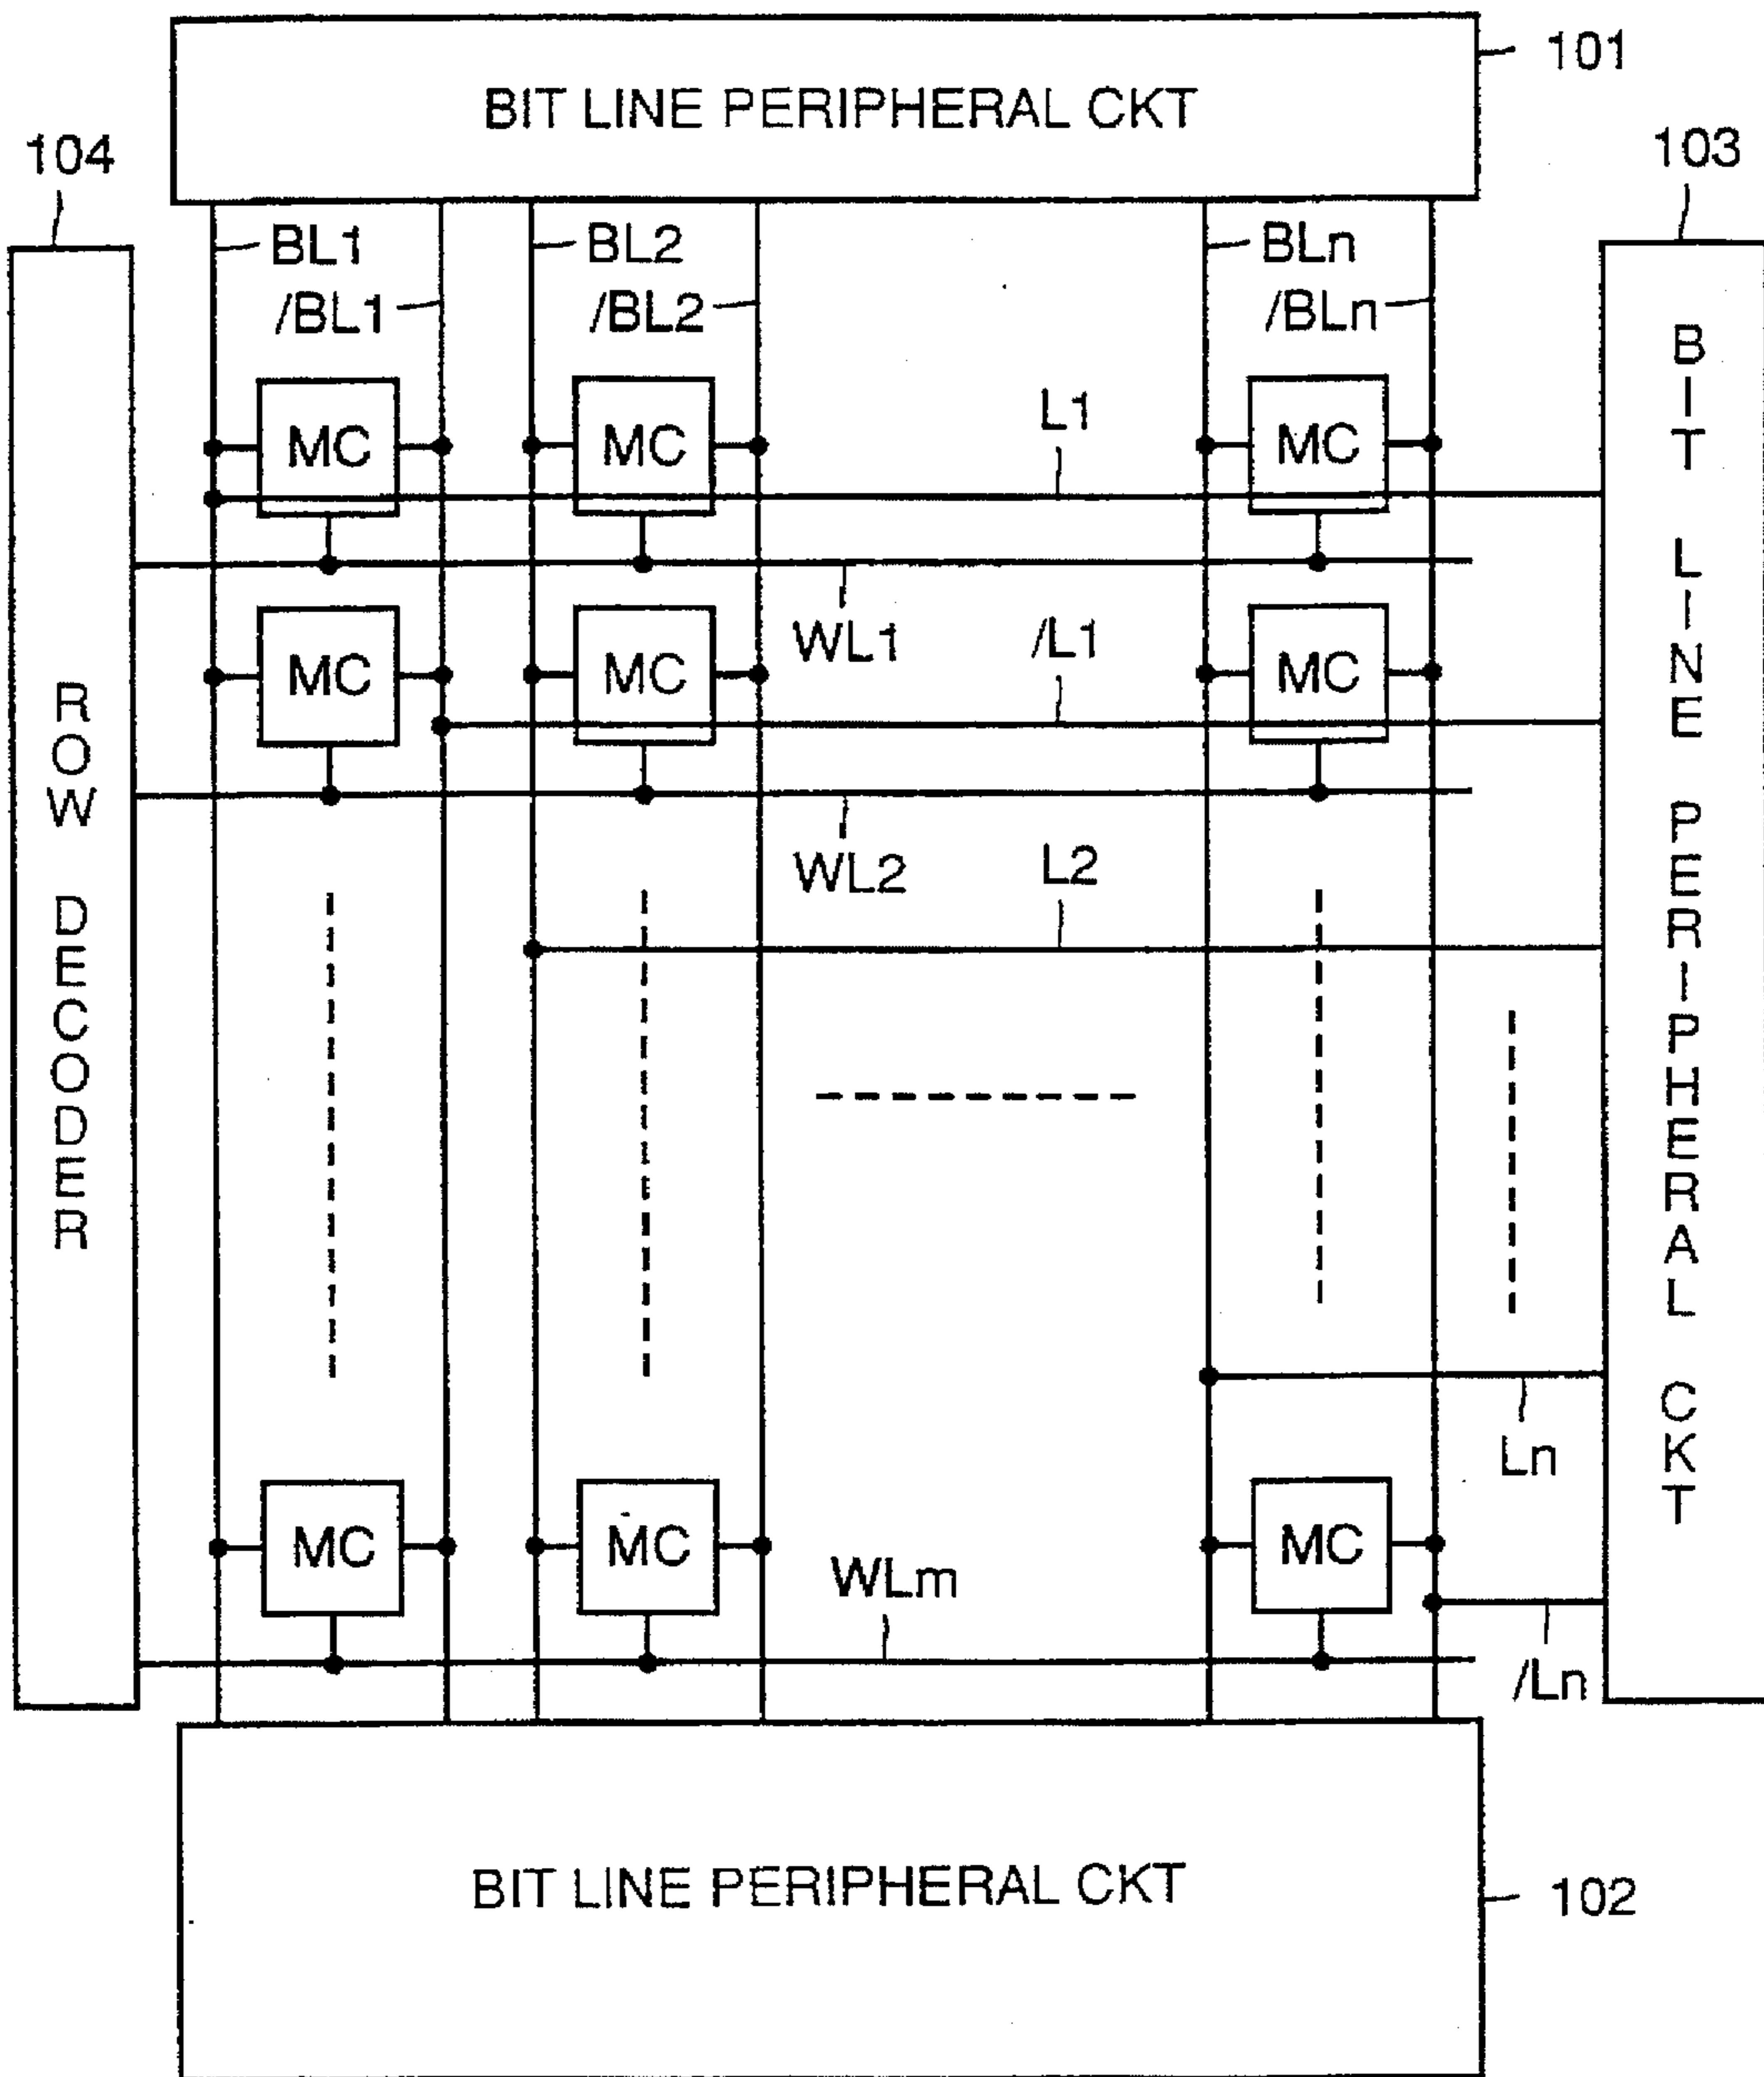 101
BIT LINE PERIPHERAL CKT
104
103
BL1
BL2
BLn
/BL1
/BL2
/BLn
MC
MC
L1
MC
WL1
/L1
MC
MC
MC
WL2
L2
ROW DECODER
BIT LINE PERIPHERAL CKT
Ln
MC
MC
MC
WLm
/Ln
BIT LINE PERIPHERAL CKT
102